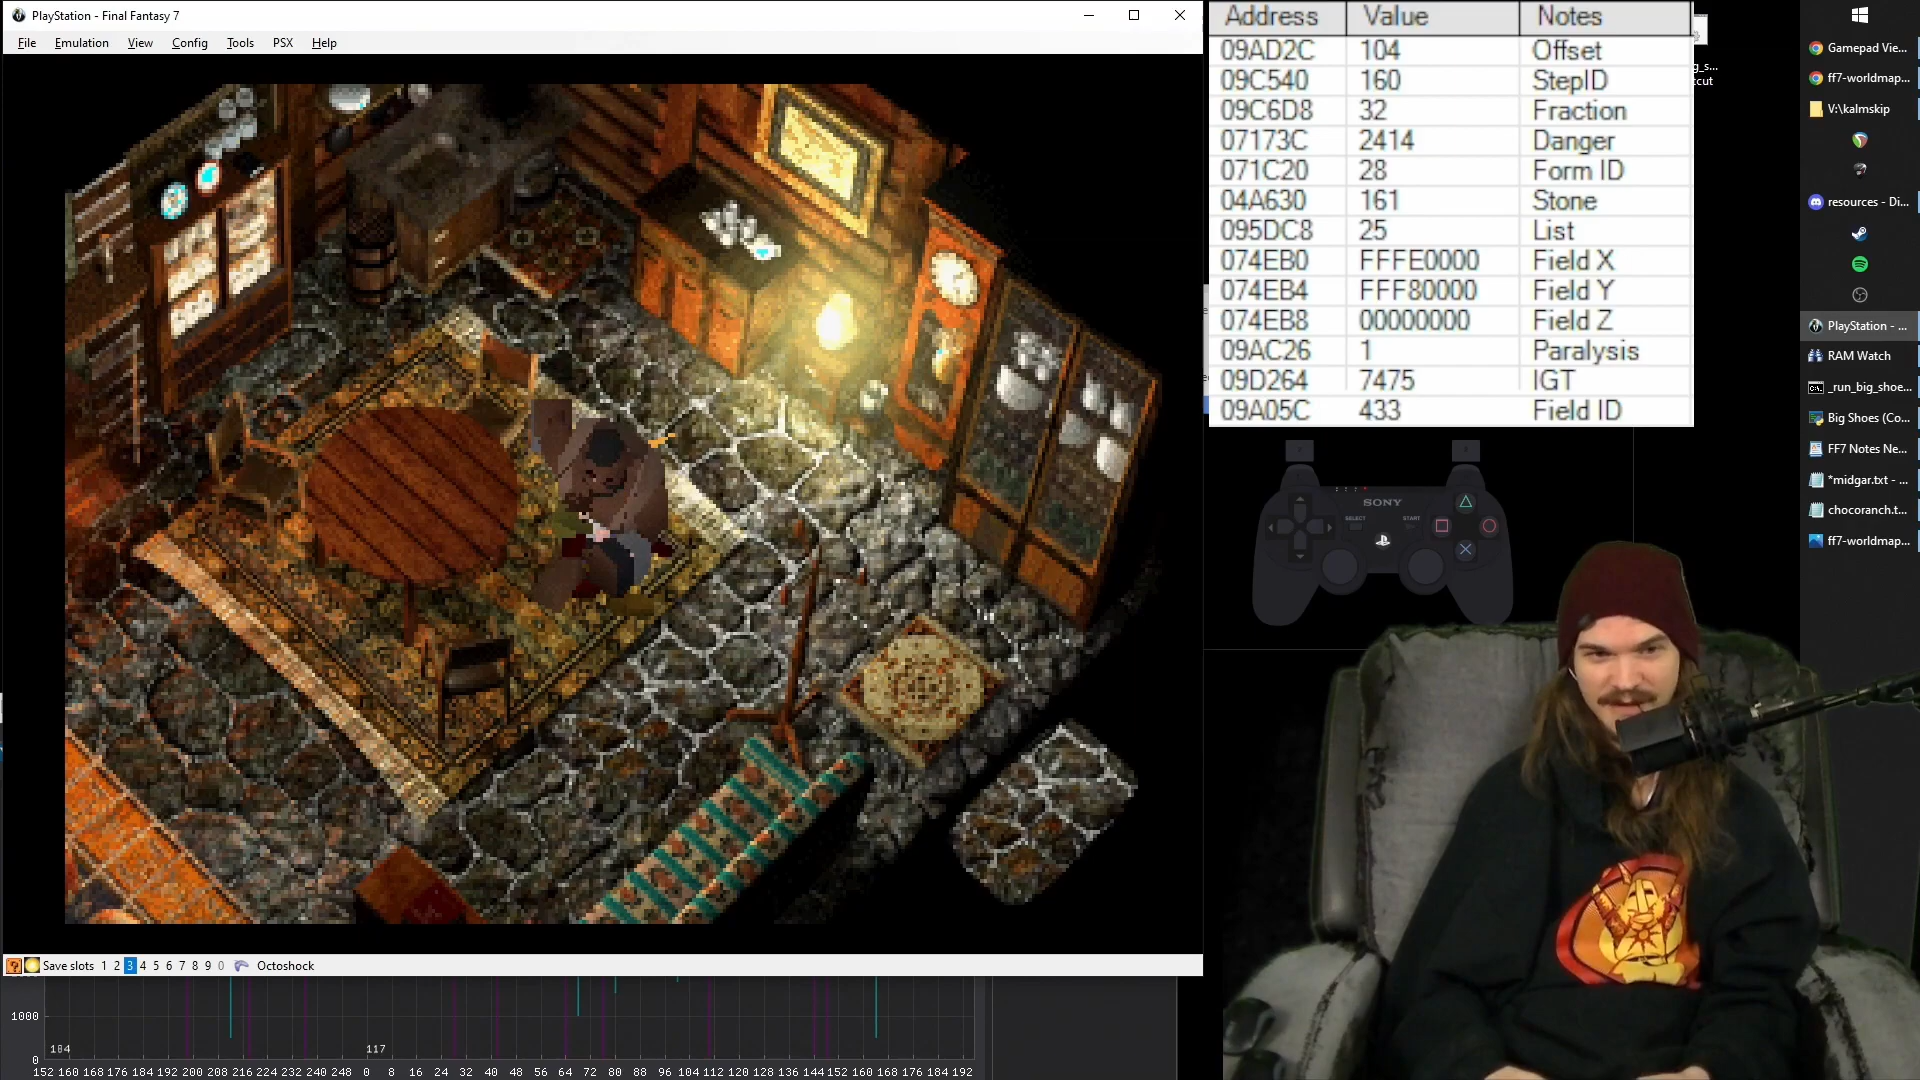 PlayStation - Final Fantasy 7
File Emulation View Config Tools PSX Help
Address Value Notes
09AD2C 104 Offset
09C540 160 StepID
09C6D8 32 Fraction
07173C 2414 Danger
071C20 28 Form ID
04A630 161 Stone
095DC8 25 List
074EB0 FFFE0000 Field X
074EB4 FFF80000 Field Y
074EB8 00000000 Field Z
09AC26 1 Paralysis
09D264 7475 IGT
09A05C 433 Field ID
g_s...
cut
Gamepad Vie...
ff7-worldmap...
V:\kalmskip
resources - Di...
PlayStation - ...
RAM Watch
_run_big_shoe...
Big Shoes (Co...
FF7 Notes Ne...
*midgar.txt - ...
chocoranch.t...
ff7-worldmap...
SONY
SELECT START
Save slots 1 2 3 4 5 6 7 8 9 0 Octoshock
1000
0
104 117
152 160 168 176 184 192 200 208 216 224 232 240 248 0 8 16 24 32 40 48 56 64 72 80 88 96 104 112 120 128 136 144 152 160 168 176 184 192